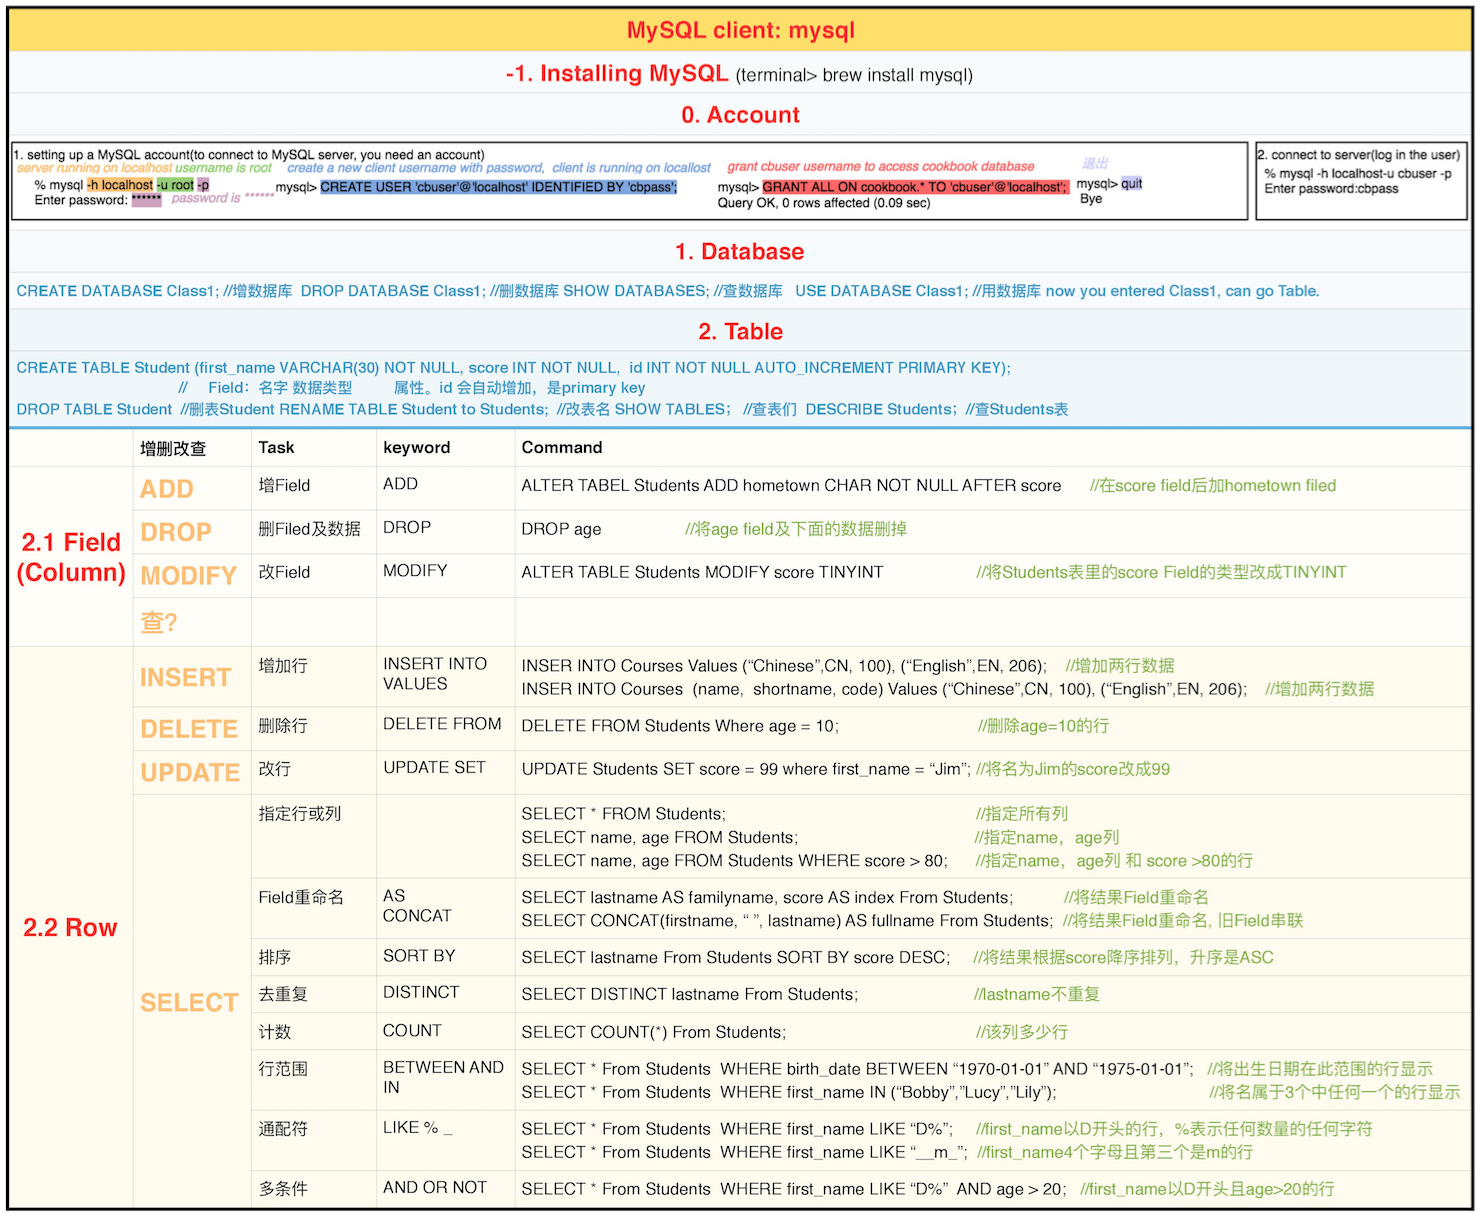 MySQL client: mysql
-1. Installing MySQL (terminal> brew install mysql)
0. Account
1. setting up a MySQL account(to connect to MySQL server, you need an account)
server running on localhost username is root create a new client username with password, client is running on locallost grant cbuser username to access cookbook database 退出
% mysql -h localhost -u root -p mysql> CREATE USER 'cbuser'@'localhost' IDENTIFIED BY 'cbpass'; mysql> GRANT ALL ON cookbook.* TO 'cbuser'@'localhost'; mysql> quit
Enter password: ****** password is ****** Query OK, 0 rows affected (0.09 sec) Bye
2. connect to server(log in the user)
% mysql -h localhost-u cbuser -p
Enter password:cbpass
1. Database
CREATE DATABASE Class1; //增数据库 DROP DATABASE Class1; //删数据库 SHOW DATABASES; //查数据库 USE DATABASE Class1; //用数据库 now you entered Class1, can go Table.
2. Table
CREATE TABLE Student (first_name VARCHAR(30) NOT NULL, score INT NOT NULL, id INT NOT NULL AUTO_INCREMENT PRIMARY KEY);
// Field：名字 数据类型 属性。id 会自动增加，是primary key
DROP TABLE Student //删表Student RENAME TABLE Student to Students; //改表名 SHOW TABLES； //查表们 DESCRIBE Students；//查Students表
增删改查 Task keyword Command
2.1 Field
(Column)
ADD 增Field ADD ALTER TABEL Students ADD hometown CHAR NOT NULL AFTER score //在score field后加hometown filed
DROP 删Filed及数据 DROP DROP age //将age field及下面的数据删掉
MODIFY 改Field MODIFY ALTER TABLE Students MODIFY score TINYINT //将Students表里的score Field的类型改成TINYINT
查?
2.2 Row
INSERT 增加行 INSERT INTO
VALUES
INSER INTO Courses Values (“Chinese”,CN, 100), (“English”,EN, 206); //增加两行数据
INSER INTO Courses (name, shortname, code) Values (“Chinese”,CN, 100), (“English”,EN, 206); //增加两行数据
DELETE 删除行 DELETE FROM DELETE FROM Students Where age = 10; //删除age=10的行
UPDATE 改行 UPDATE SET UPDATE Students SET score = 99 where first_name = “Jim”; //将名为Jim的score改成99
SELECT
指定行或列 SELECT * FROM Students; //指定所有列
SELECT name, age FROM Students; //指定name，age列
SELECT name, age FROM Students WHERE score > 80; //指定name，age列 和 score >80的行
Field重命名 AS
CONCAT
SELECT lastname AS familyname, score AS index From Students; //将结果Field重命名
SELECT CONCAT(firstname, “ ”, lastname) AS fullname From Students; //将结果Field重命名, 旧Field串联
排序 SORT BY SELECT lastname From Students SORT BY score DESC; //将结果根据score降序排列，升序是ASC
去重复 DISTINCT SELECT DISTINCT lastname From Students; //lastname不重复
计数 COUNT SELECT COUNT(*) From Students; //该列多少行
行范围 BETWEEN AND
IN
SELECT * From Students WHERE birth_date BETWEEN “1970-01-01” AND “1975-01-01”; //将出生日期在此范围的行显示
SELECT * From Students WHERE first_name IN (“Bobby”,”Lucy”,”Lily”); //将名属于3个中任何一个的行显示
通配符 LIKE % _ SELECT * From Students WHERE first_name LIKE “D%”; //first_name以D开头的行，%表示任何数量的任何字符
SELECT * From Students WHERE first_name LIKE “__m_”; //first_name4个字母且第三个是m的行
多条件 AND OR NOT SELECT * From Students WHERE first_name LIKE “D%” AND age > 20; //first_name以D开头且age>20的行